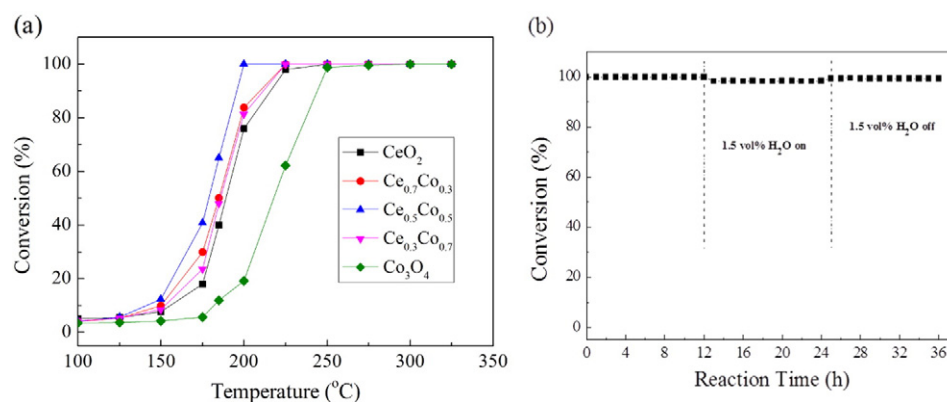 (a)
Conversion (%)
100
80
60
40
20
0
100
150
200
250
300
350
Temperature (°C)
CeO₂
Ce₀.₇Co₀.₃
Ce₀.₅Co₀.₅
Ce₀.₃Co₀.₇
Co₃O₄
(b)
Conversion (%)
100
80
60
40
20
0
0
4
8
12
16
20
24
28
32
36
Reaction Time (h)
1.5 vol% H₂O on
1.5 vol% H₂O off